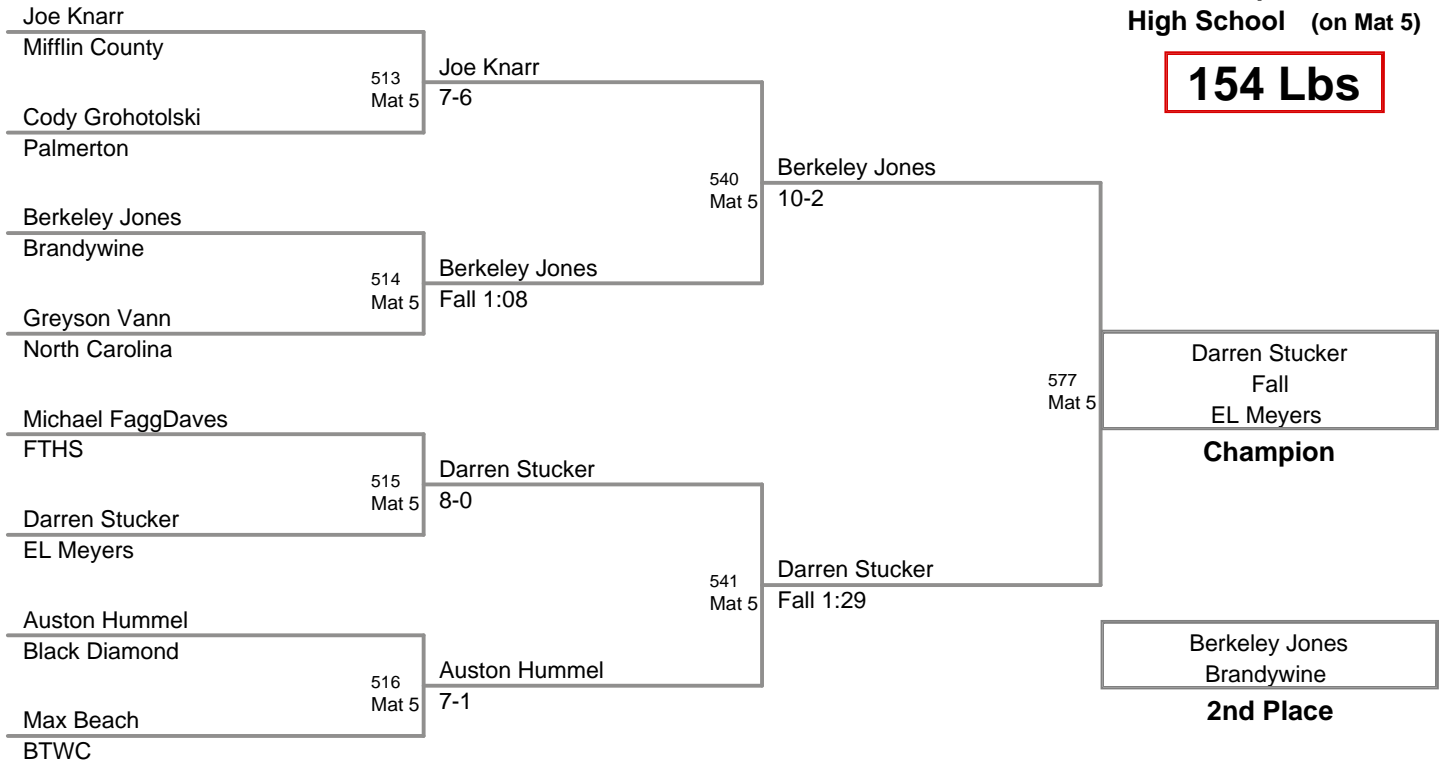 High School (on Mat 5)
154 Lbs
Joe Knarr
Mifflin County
513
Mat 5
Cody Grohotolski
Palmerton
Joe Knarr
7-6
Berkeley Jones
Brandywine
514
Mat 5
Greyson Vann
North Carolina
Berkeley Jones
Fall 1:08
540
Mat 5
Berkeley Jones
10-2
Michael FaggDaves
FTHS
515
Mat 5
Darren Stucker
EL Meyers
Darren Stucker
8-0
Auston Hummel
Black Diamond
516
Mat 5
Max Beach
BTWC
Auston Hummel
7-1
541
Mat 5
Darren Stucker
Fall 1:29
577
Mat 5
Darren Stucker
Fall
EL Meyers
Champion
Berkeley Jones
Brandywine
2nd Place